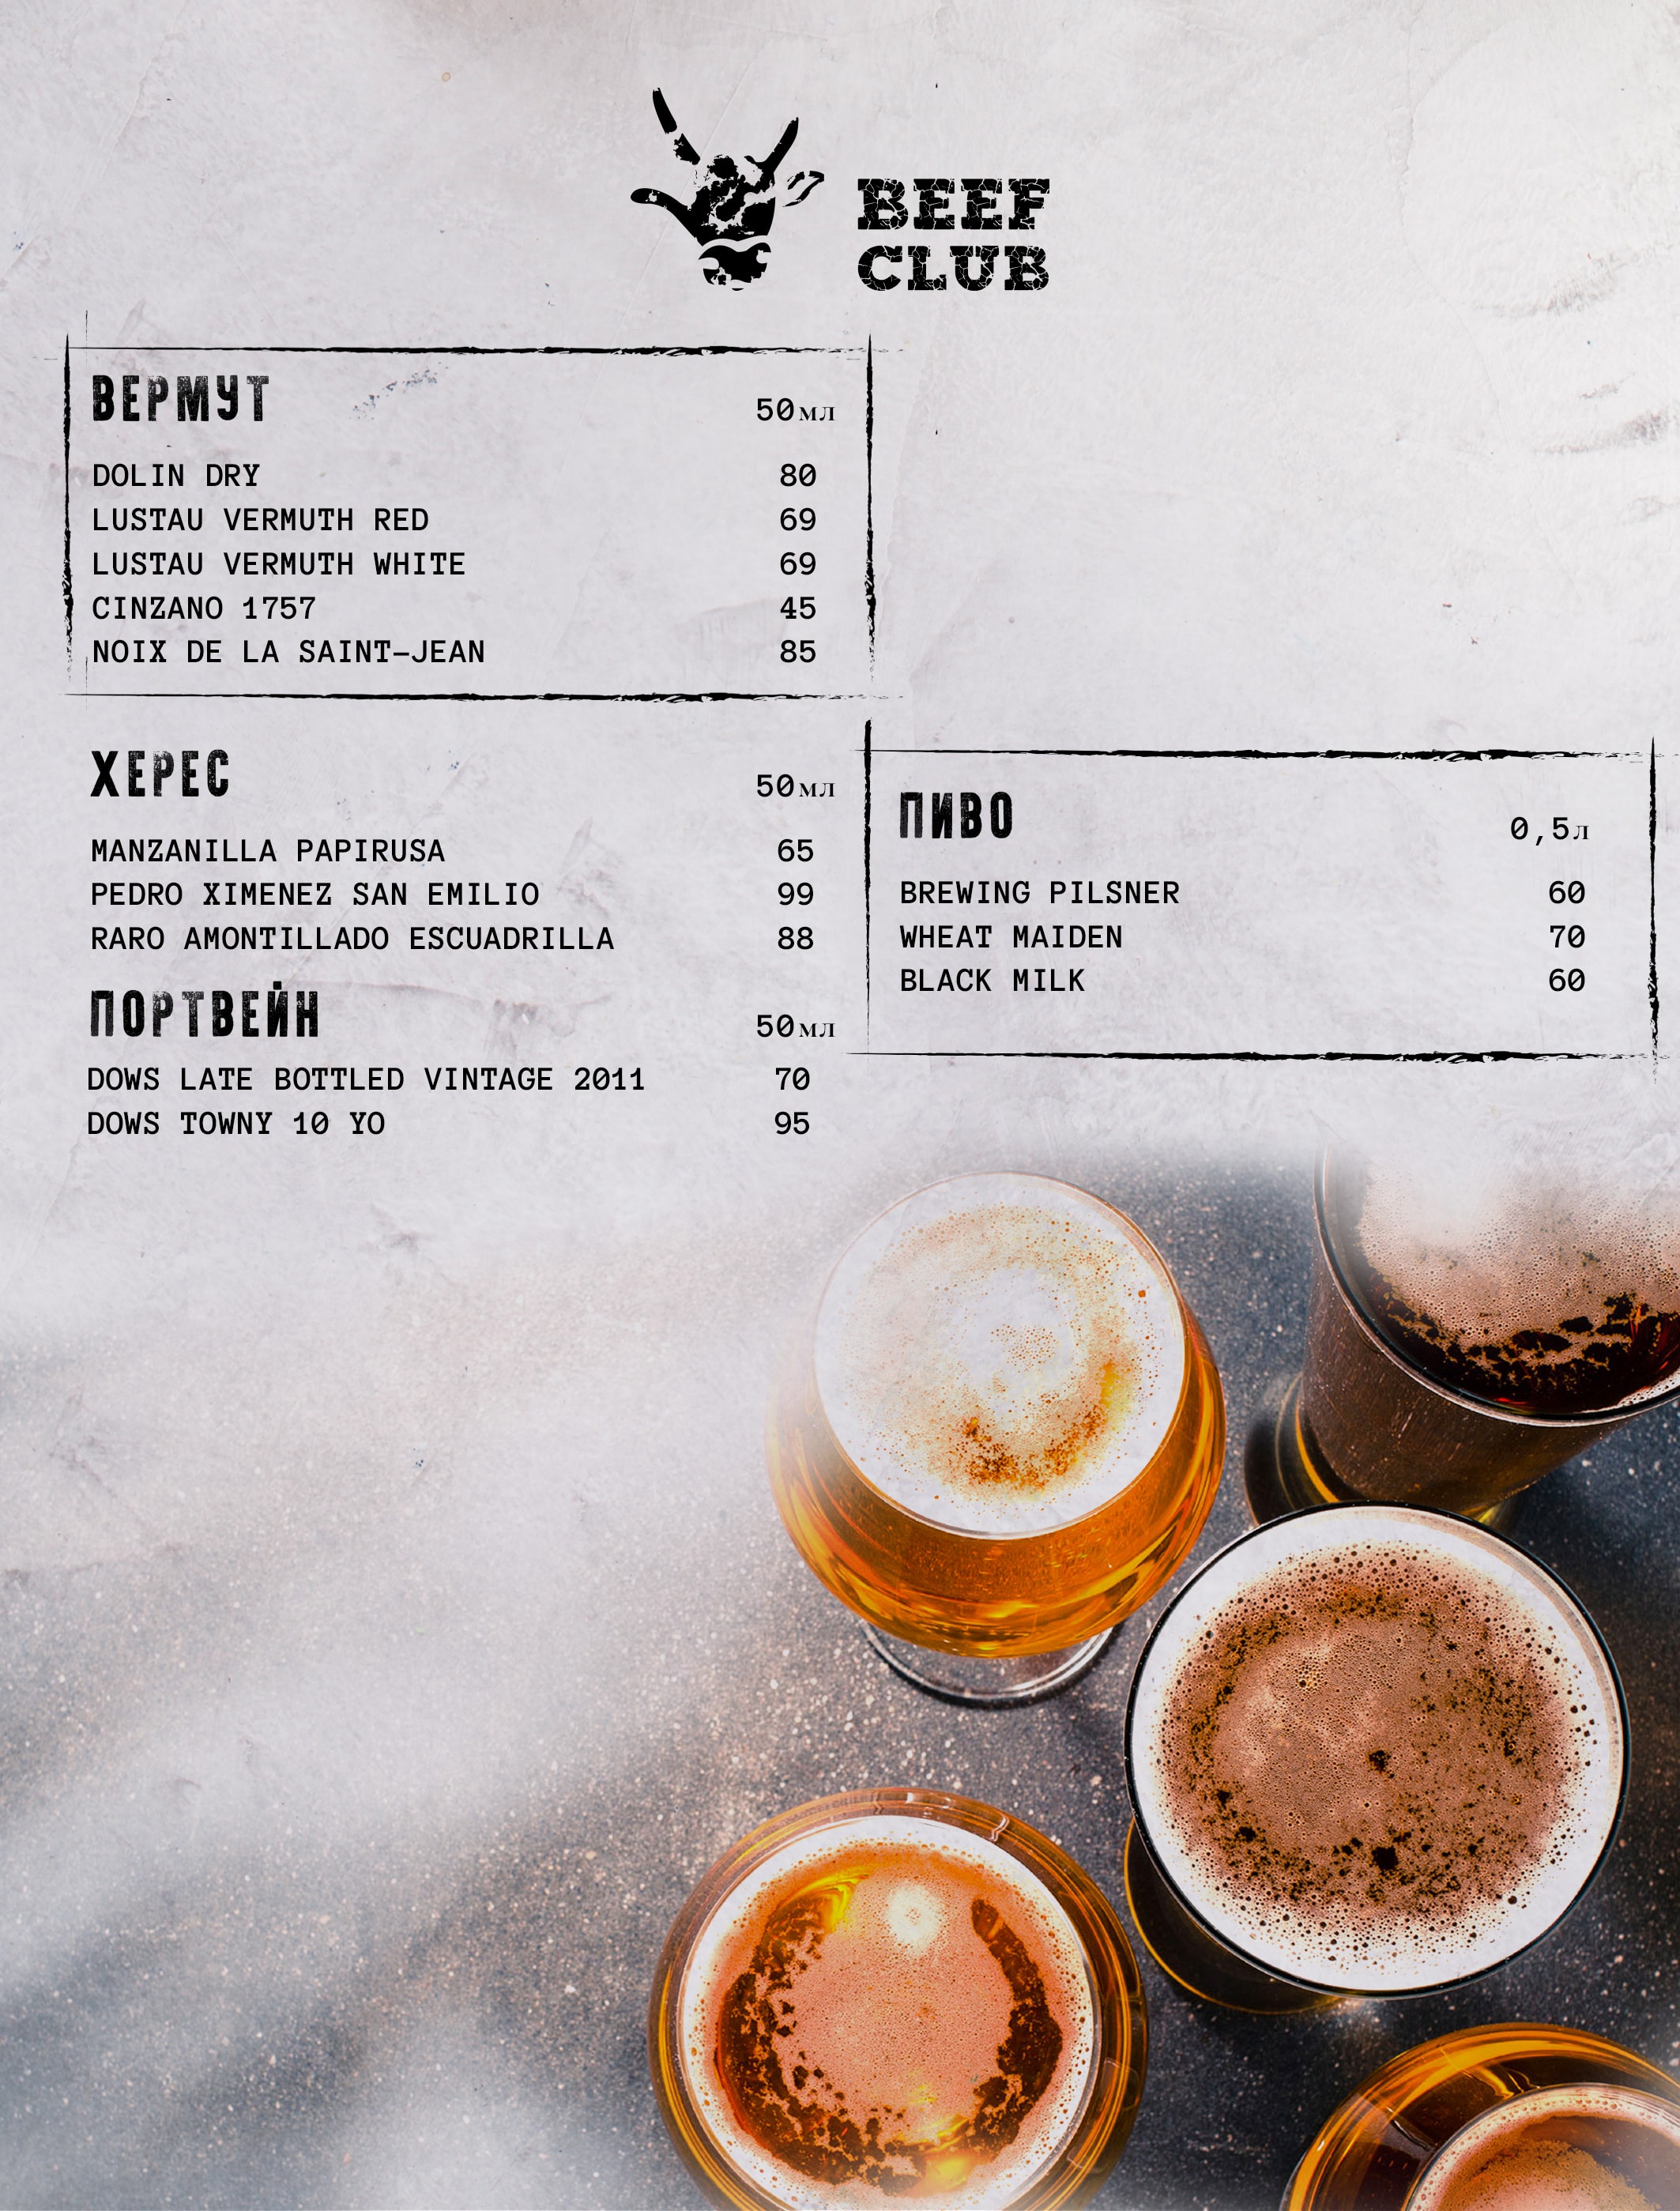 BEEF
CLUB
ВЕРМУТ 50мл
DOLIN DRY 80
LUSTAU VERMUTH RED 69
LUSTAU VERMUTH WHITE 69
CINZANO 1757 45
NOIX DE LA SAINT–JEAN 85
ХЕРЕС 50мл
MANZANILLA PAPIRUSA 65
PEDRO XIMENEZ SAN EMILIO 99
RARO AMONTILLADO ESCUADRILLA 88
ПОРТВЕЙН 50мл
DOWS LATE BOTTLED VINTAGE 2011 70
DOWS TOWNY 10 YO 95
ПИВО 0,5л
BREWING PILSNER 60
WHEAT MAIDEN 70
BLACK MILK 60